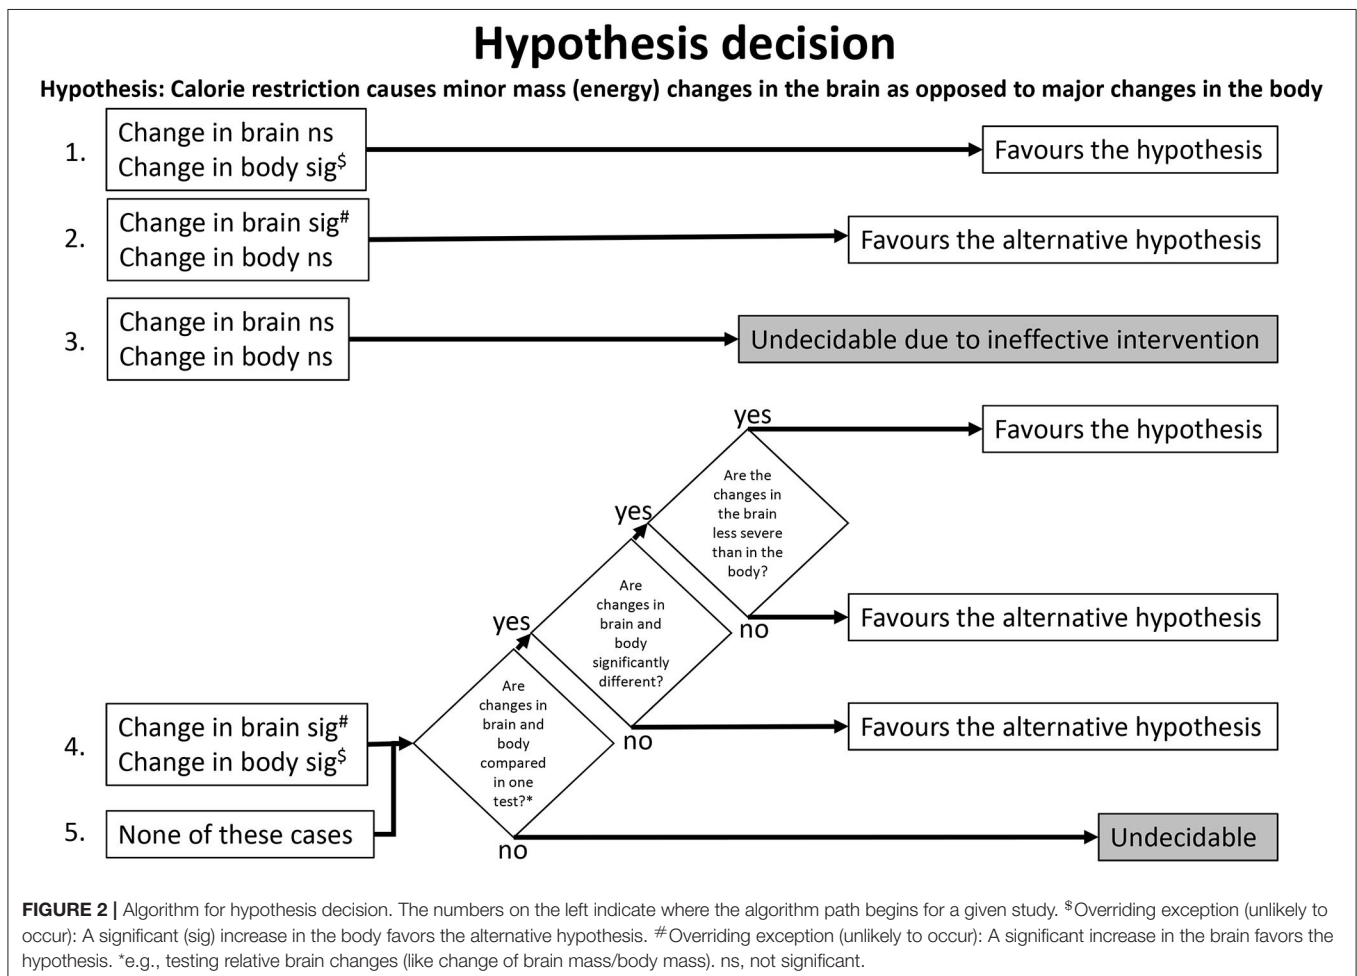 Hypothesis decision
Hypothesis: Calorie restriction causes minor mass (energy) changes in the brain as opposed to major changes in the body
1.
Change in brain ns
Change in body sig$
Favours the hypothesis
2.
Change in brain sig#
Change in body ns
Favours the alternative hypothesis
3.
Change in brain ns
Change in body ns
Undecidable due to ineffective intervention
yes
Favours the hypothesis
Are the
changes in
the brain
less severe
than in the
body?
yes
no
Favours the alternative hypothesis
Are
changes in
brain and
body
significantly
different?
yes
no
Favours the alternative hypothesis
4.
Change in brain sig#
Change in body sig$
Are
changes in
brain and
body
compared
in one
test?*
5.
None of these cases
no
Undecidable
FIGURE 2 | Algorithm for hypothesis decision. The numbers on the left indicate where the algorithm path begins for a given study. $Overriding exception (unlikely to
occur): A significant (sig) increase in the body favors the alternative hypothesis. #Overriding exception (unlikely to occur): A significant increase in the brain favors the
hypothesis. *e.g., testing relative brain changes (like change of brain mass/body mass). ns, not significant.